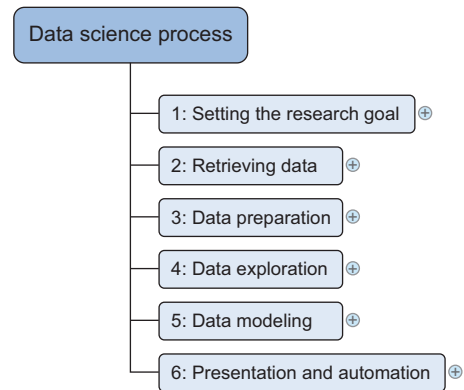 Data science process
1: Setting the research goal
2: Retrieving data
3: Data preparation
4: Data exploration
5: Data modeling
6: Presentation and automation